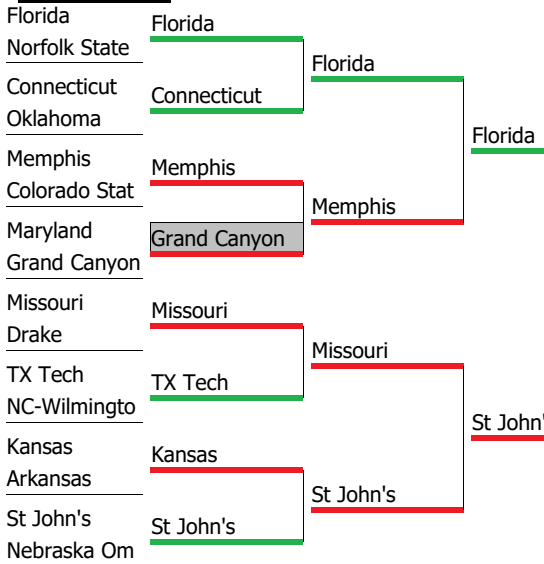 Florida
Norfolk State
Connecticut
Oklahoma
Memphis
Colorado Stat
Maryland
Grand Canyon
Missouri
Drake
TX Tech
NC-Wilmingto
Kansas
Arkansas
St John's
Nebraska Om
Florida
Connecticut
Memphis
Grand Canyon
Missouri
TX Tech
Kansas
St John's
Florida
Memphis
Missouri
St John's
Florida
St John'